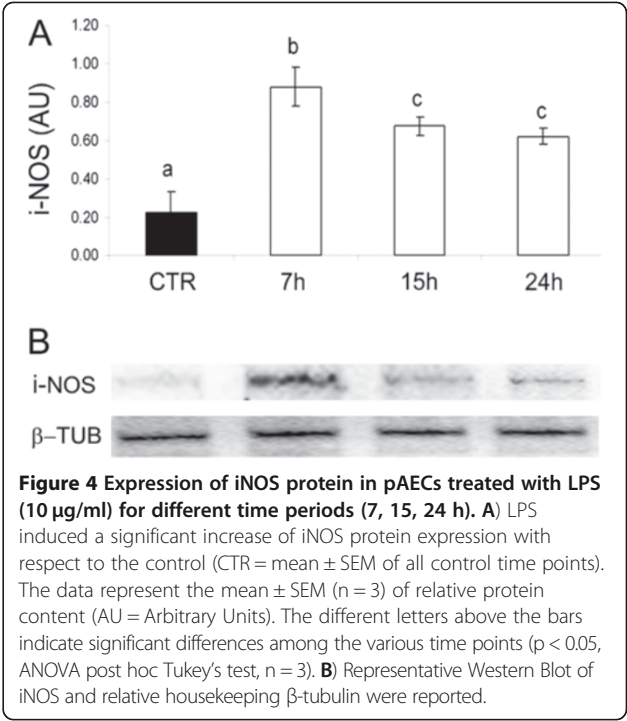 A
i-NOS (AU)
1.20
1.00
0.80
0.60
0.40
0.20
0.00
a
b
c
c
CTR 7h 15h 24h
B
i-NOS
β–TUB
Figure 4 Expression of iNOS protein in pAECs treated with LPS
(10 μg/ml) for different time periods (7, 15, 24 h). A) LPS
induced a significant increase of iNOS protein expression with
respect to the control (CTR = mean ± SEM of all control time points).
The data represent the mean ± SEM (n = 3) of relative protein
content (AU = Arbitrary Units). The different letters above the bars
indicate significant differences among the various time points (p < 0.05,
ANOVA post hoc Tukey's test, n = 3). B) Representative Western Blot of
iNOS and relative housekeeping β-tubulin were reported.